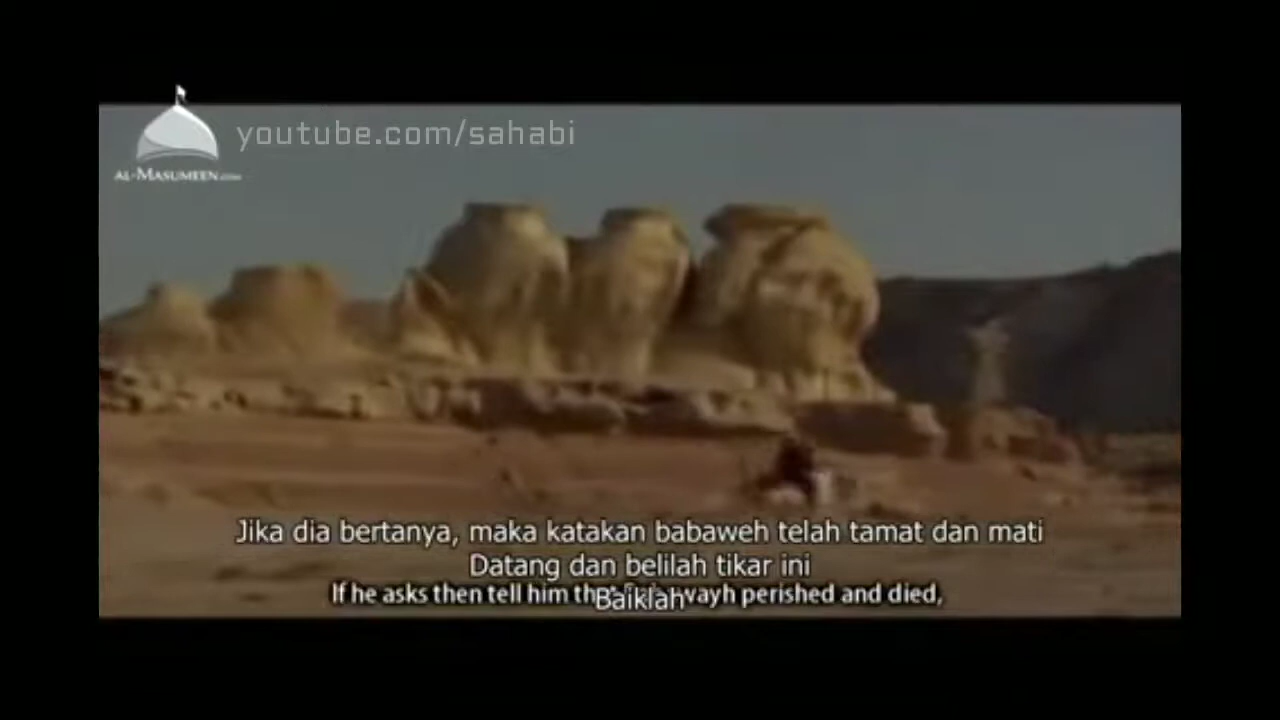 youtube.com/sahabi
AL-MASUMEEN.com
Jika dia bertanya, maka katakan babaweh telah tamat dan mati
Datang dan belilah tikar ini
Baiklah
If he asks then tell him wayh perished and died,